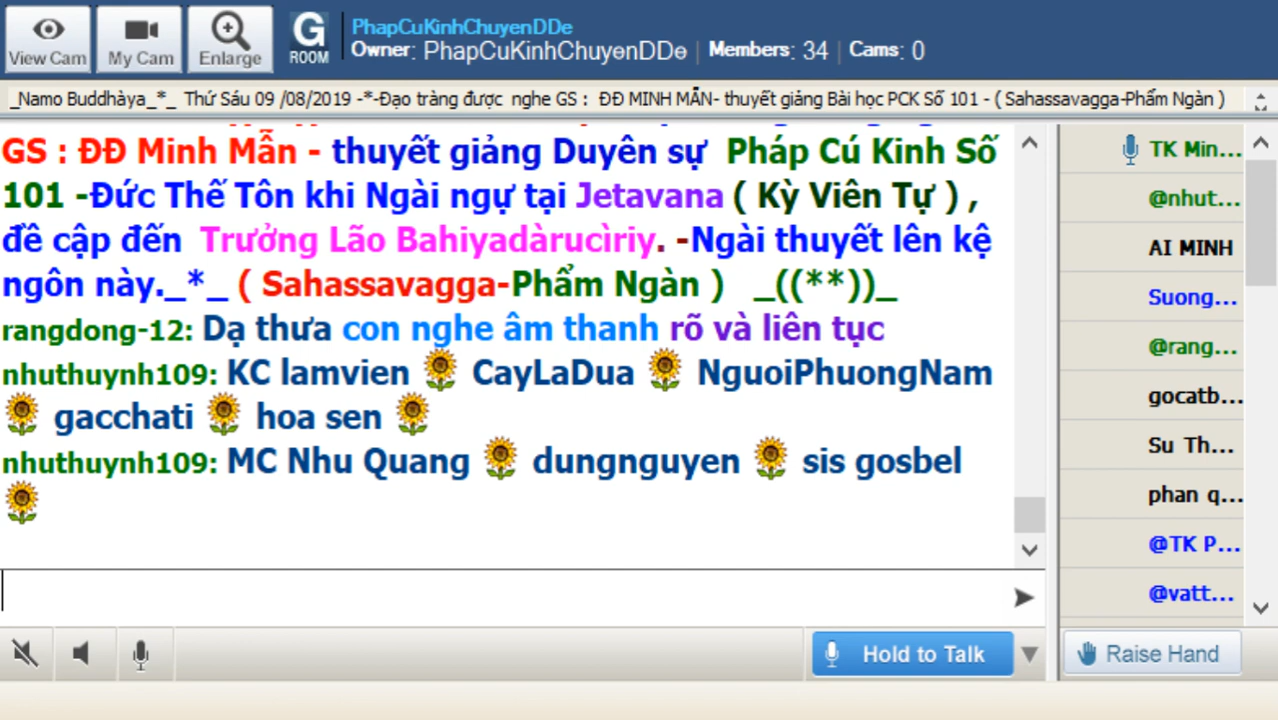 View Cam
My Cam
Enlarge
G ROOM
PhapCuKinhChuyenDDe
Owner: PhapCuKinhChuyenDDe | Members: 34 | Cams: 0
_Namo Buddhàya_*_ Thứ Sáu 09 /08/2019 -*-Đạo tràng được nghe GS : ĐĐ MINH MẪN- thuyết giảng Bài học PCK Số 101 - ( Sahassavagga-Phẩm Ngàn )
GS : ĐĐ Minh Mẫn - thuyết giảng Duyên sự Pháp Cú Kinh Số
101 -Đức Thế Tôn khi Ngài ngự tại Jetavana ( Kỳ Viên Tự ) ,
đề cập đến Trưởng Lão Bahiyadàrucìriy. -Ngài thuyết lên kệ
ngôn này._*_ ( Sahassavagga-Phẩm Ngàn ) _((**))_
rangdong-12: Dạ thưa con nghe âm thanh rõ và liên tục
nhuthuynh109: KC lamvien CayLaDua NguoiPhuongNam
gacchati hoa sen
nhuthuynh109: MC Nhu Quang dungnguyen sis gosbel
TK Min...
@nhut...
AI MINH
Suong...
@rang...
gocatb...
Su Th...
phan q...
@TK P...
@vatt...
Hold to Talk
Raise Hand